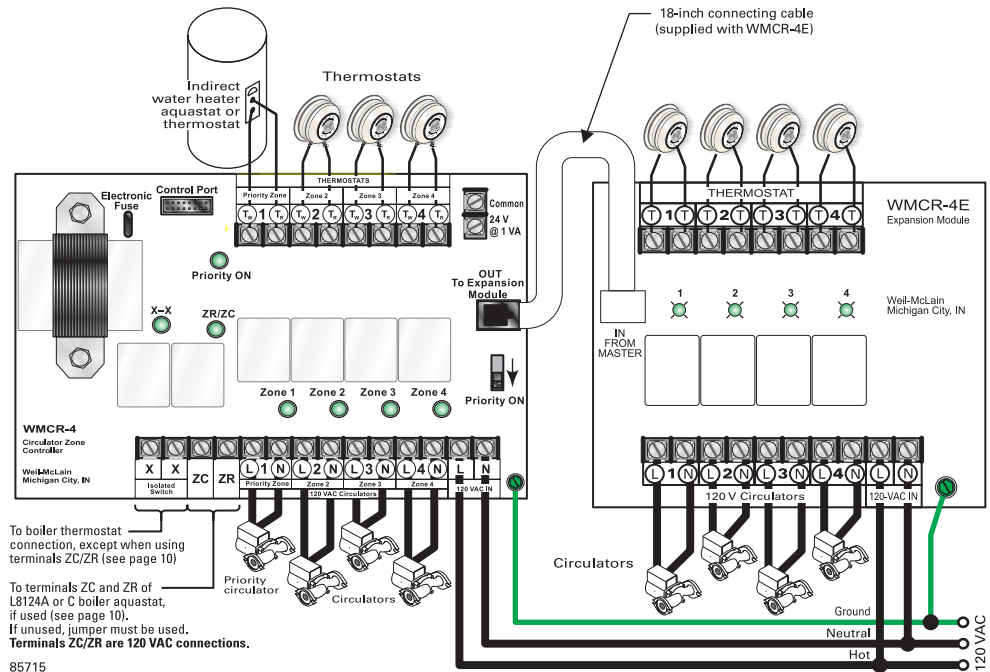 18-inch connecting cable
(supplied with WMCR-4E)
Indirect
water heater
aquastat or
thermostat
Thermostats
Electronic
Fuse
Control Port
THERMOSTATS
Priority Zone Zone 2 Zone 3 Zone 4
TW 1 TR TW 2 TR TW 3 TR TW 4 TR
Common
24 V
@ 1 VA
Priority ON
X–X
ZR/ZC
OUT
To Expansion
Module
Priority ON
Zone 1 Zone 2 Zone 3 Zone 4
WMCR-4
Circulator Zone
Controller
Weil-McLain
Michigan City, IN
X X ZC ZR L 1 N L 2 N L 3 N L 4 N L N
Isolated
Switch
Priority Zone Zone 2 Zone 3 Zone 4
120 VAC Circulators
120 VAC IN
THERMOSTAT
T 1 T T 2 T T 3 T T 4 T
WMCR-4E
Expansion Module
1 2 3 4
Weil-McLain
Michigan City, IN
IN
FROM
MASTER
L 1 N L 2 N L 3 N L 4 N L N
120 V Circulators
120-VAC IN
To boiler thermostat
connection, except when using
terminals ZC/ZR (see page 10)
To terminals ZC and ZR of
L8124A or C boiler aquastat,
if used (see page 10).
If unused, jumper must be used.
Terminals ZC/ZR are 120 VAC connections.
85715
Priority
circulator
Circulators
Circulators
Ground
Neutral
Hot
120 VAC